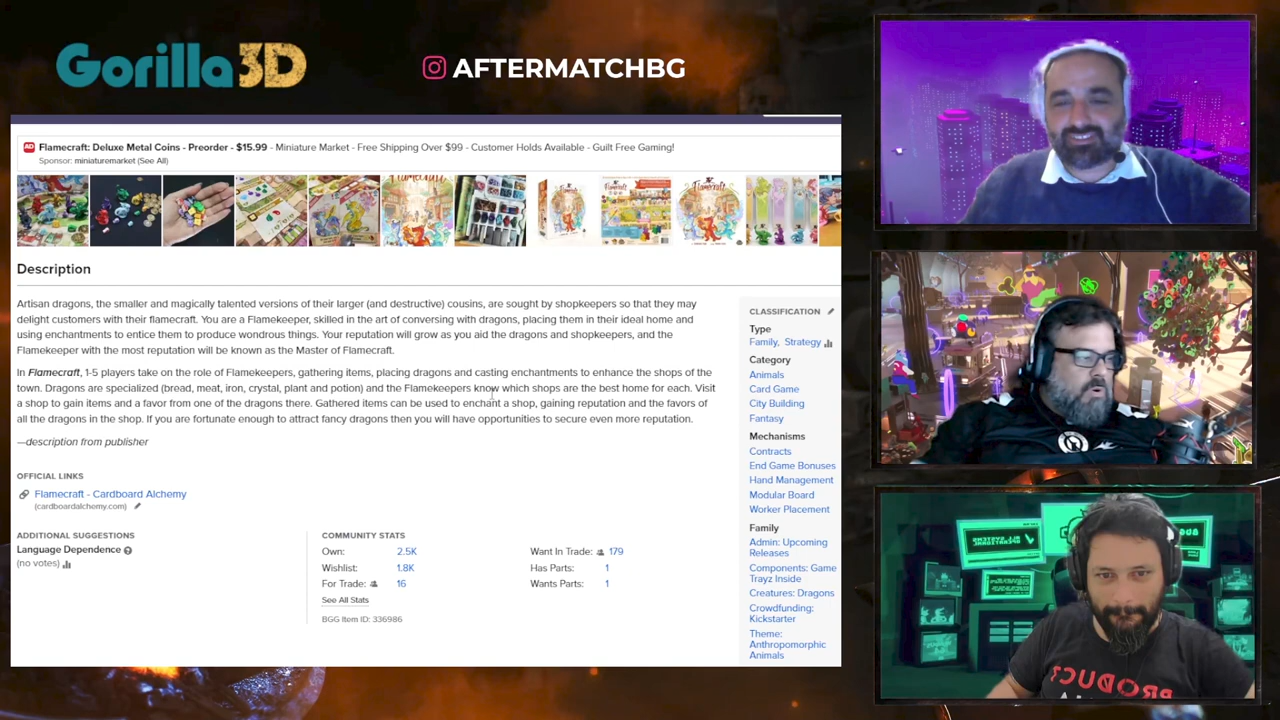 Gorilla3D
AFTERMATCHBG
AD Flamecraft: Deluxe Metal Coins - Preorder - $15.99 - Miniature Market - Free Shipping Over $99 - Customer Holds Available - Guilt Free Gaming!
Sponsor: miniaturemarket (See All)
Description
Artisan dragons, the smaller and magically talented versions of their larger (and destructive) cousins, are sought by shopkeepers so that they may
delight customers with their flamecraft. You are a Flamekeeper, skilled in the art of conversing with dragons, placing them in their ideal home and
using enchantments to entice them to produce wondrous things. Your reputation will grow as you aid the dragons and shopkeepers, and the
Flamekeeper with the most reputation will be known as the Master of Flamecraft.
In Flamecraft, 1-5 players take on the role of Flamekeepers, gathering items, placing dragons and casting enchantments to enhance the shops of the
town. Dragons are specialized (bread, meat, iron, crystal, plant and potion) and the Flamekeepers know which shops are the best home for each. Visit
a shop to gain items and a favor from one of the dragons there. Gathered items can be used to enchant a shop, gaining reputation and the favors of
all the dragons in the shop. If you are fortunate enough to attract fancy dragons then you will have opportunities to secure even more reputation.
—description from publisher
OFFICIAL LINKS
Flamecraft - Cardboard Alchemy
(cardboardalchemy.com)
ADDITIONAL SUGGESTIONS
Language Dependence
(no votes)
COMMUNITY STATS
Own: 2.5K
Wishlist: 1.8K
For Trade: 16
See All Stats
BGG Item ID: 336986
Want In Trade: 179
Has Parts: 1
Wants Parts: 1
CLASSIFICATION
Type
Family, Strategy
Category
Animals
Card Game
City Building
Fantasy
Mechanisms
Contracts
End Game Bonuses
Hand Management
Modular Board
Worker Placement
Family
Admin: Upcoming
Releases
Components: Game
Trayz Inside
Creatures: Dragons
Crowdfunding:
Kickstarter
Theme:
Anthropomorphic
Animals
PRODUCT